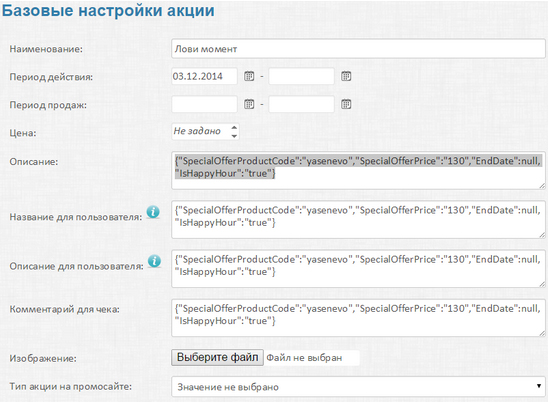 Базовые настройки акции
Наименование: Лови момент
Период действия: 03.12.2014 -
Период продаж: -
Цена: Не задано
Описание: {"SpecialOfferProductCode":"yasenevo","SpecialOfferPrice":"130","EndDate":null,
"IsHappyHour":"true"}
Название для пользователя: {"SpecialOfferProductCode":"yasenevo","SpecialOfferPrice":"130","EndDate":null,
"IsHappyHour":"true"}
Описание для пользователя: {"SpecialOfferProductCode":"yasenevo","SpecialOfferPrice":"130","EndDate":null,
"IsHappyHour":"true"}
Комментарий для чека: {"SpecialOfferProductCode":"yasenevo","SpecialOfferPrice":"130","EndDate":null,
"IsHappyHour":"true"}
Изображение: Выберите файл Файл не выбран
Тип акции на промосайте: Значение не выбрано